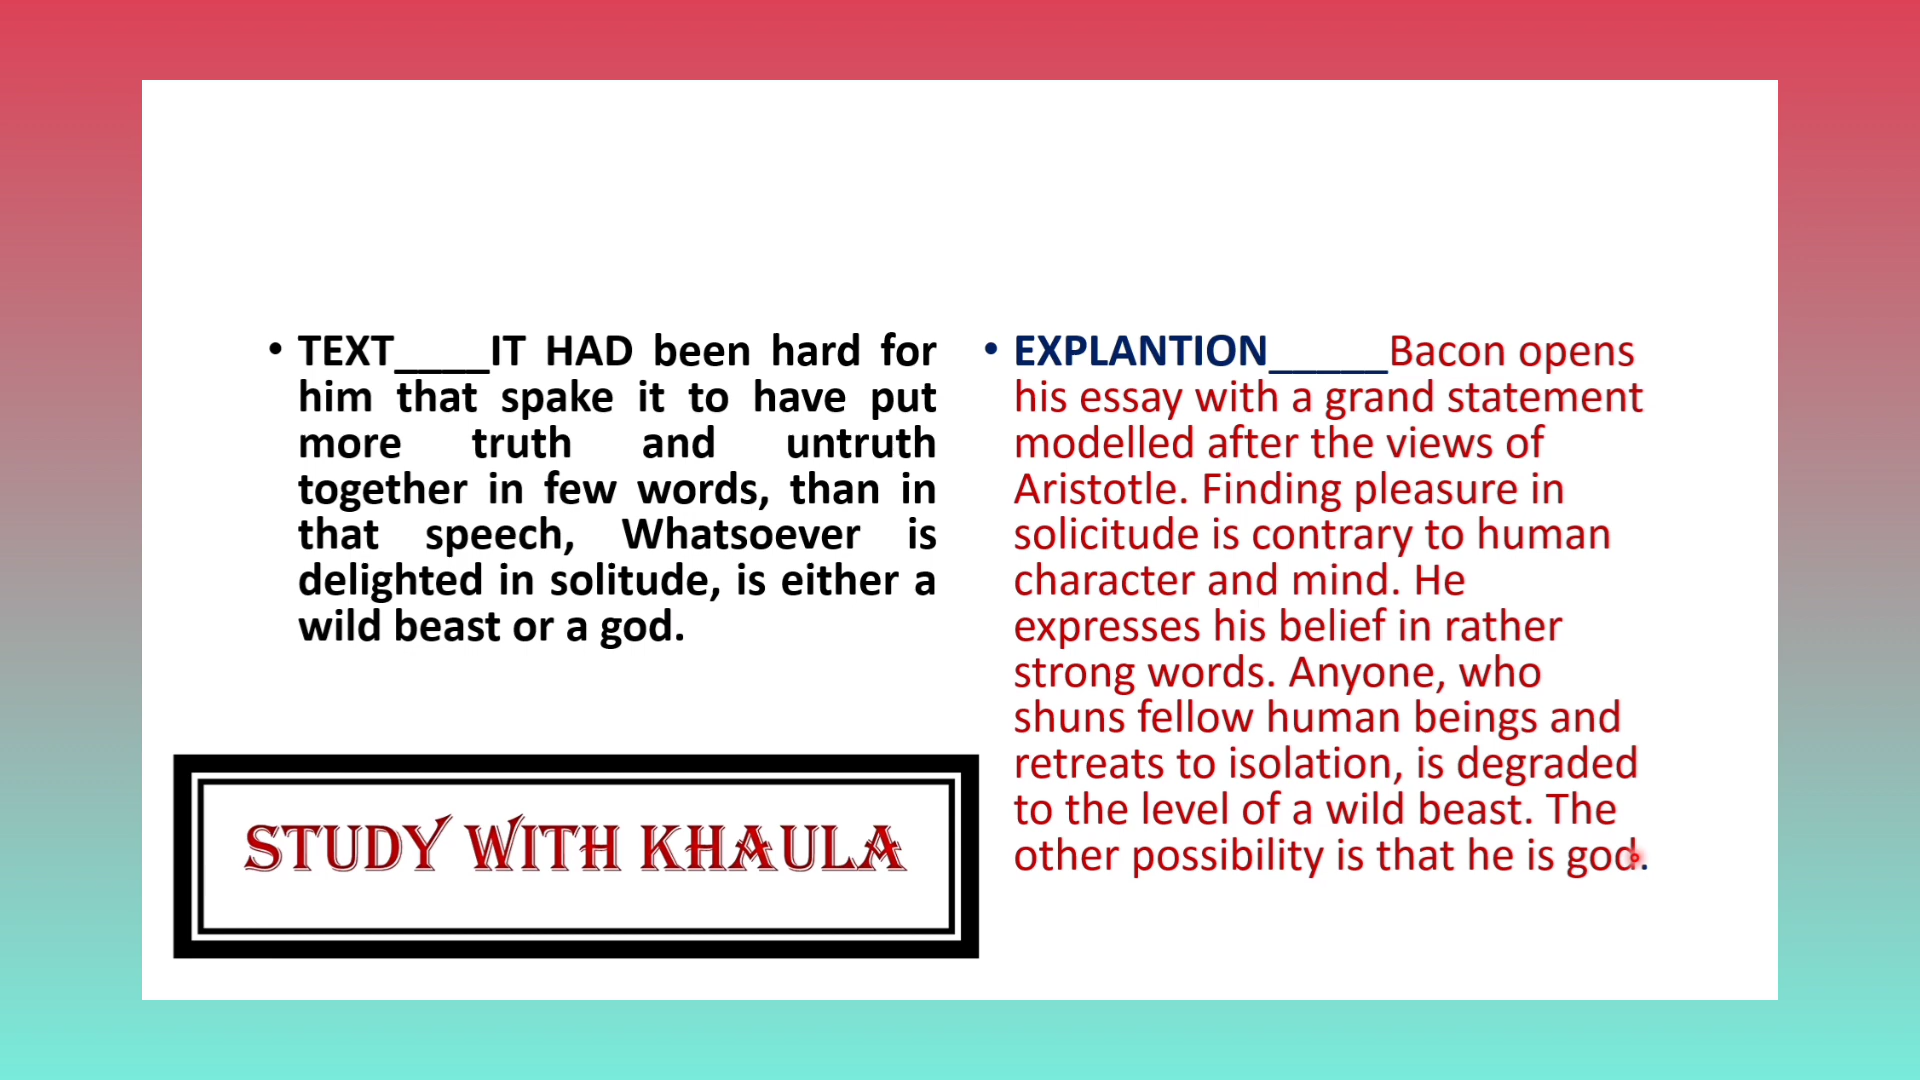 • TEXT____IT HAD been hard for
him that spake it to have put
more truth and untruth
together in few words, than in
that speech, Whatsoever is
delighted in solitude, is either a
wild beast or a god.
STUDY WITH KHAULA
• EXPLANTION_____Bacon opens
his essay with a grand statement
modelled after the views of
Aristotle. Finding pleasure in
solicitude is contrary to human
character and mind. He
expresses his belief in rather
strong words. Anyone, who
shuns fellow human beings and
retreats to isolation, is degraded
to the level of a wild beast. The
other possibility is that he is god.